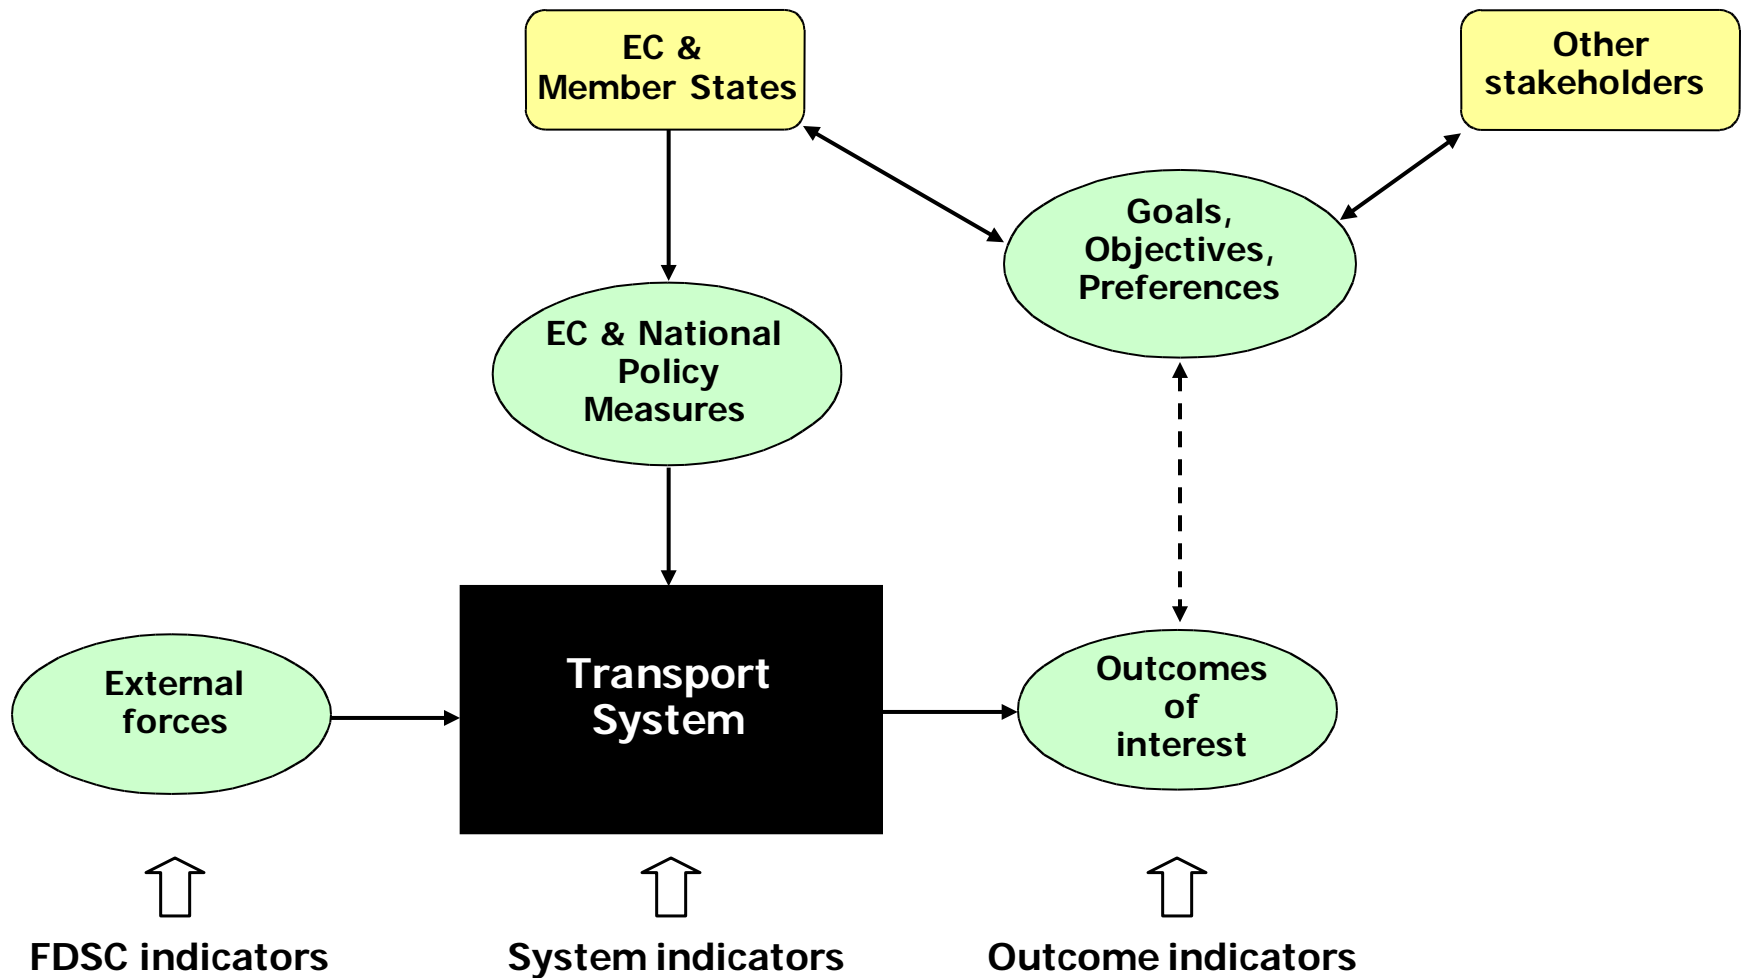 EC &
Member States
Other
stakeholders
Goals,
Objectives,
Preferences
EC & National
Policy
Measures
External
forces
Transport
System
Outcomes
of
interest
FDSC indicators
System indicators
Outcome indicators